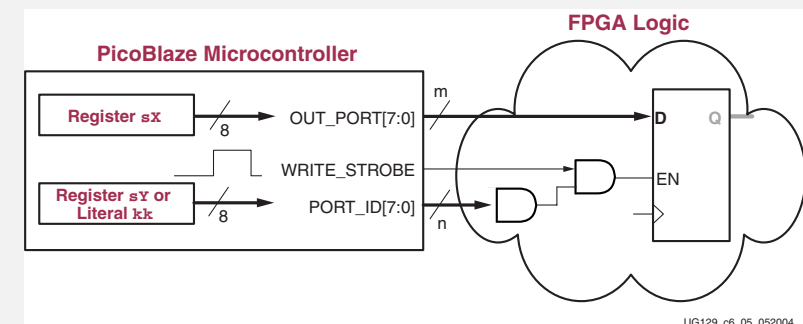 FPGA Logic
PicoBlaze Microcontroller
Register sX
8
OUT_PORT[7:0]
m
D
Q
WRITE_STROBE
EN
Register sY or
Literal kk
8
PORT_ID[7:0]
n
UG129_c6_05_052004